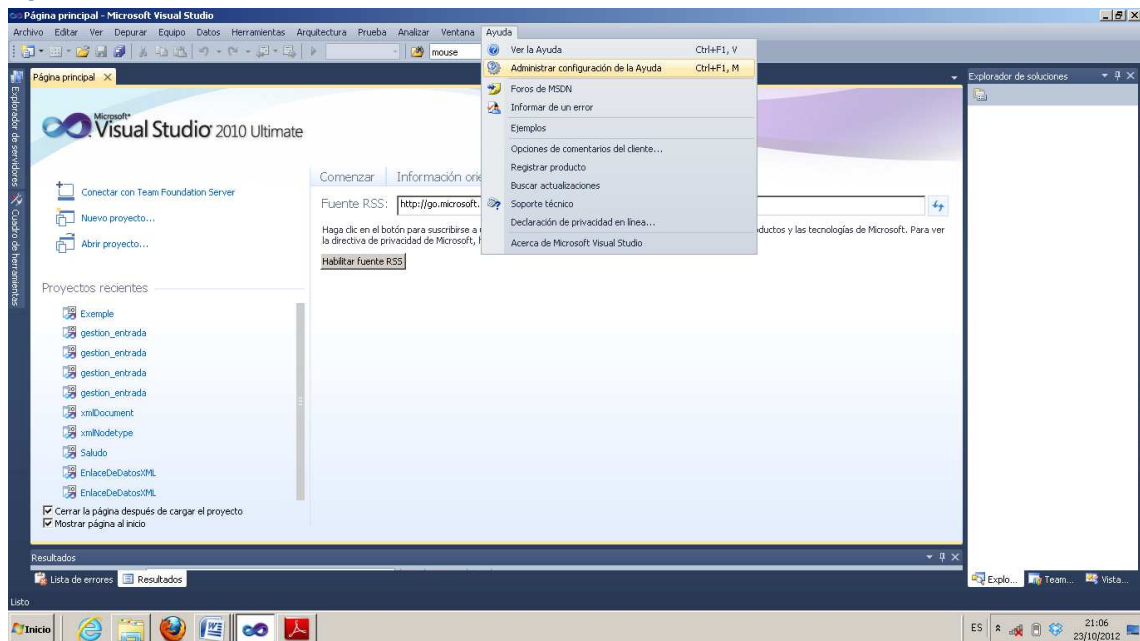 Página principal - Microsoft Visual Studio
Archivo Editar Ver Depurar Equipo Datos Herramientas Arquitectura Prueba Analizar Ventana Ayuda
mouse
Ver la Ayuda Ctrl+F1, V
Administrar configuración de la Ayuda Ctrl+F1, M
Foros de MSDN
Informar de un error
Ejemplos
Opciones de comentarios del cliente...
Registrar producto
Buscar actualizaciones
Soporte técnico
Declaración de privacidad en línea...
Acerca de Microsoft Visual Studio
Explorador de servidores
Cuadro de herramientas
Página principal
Microsoft
Visual Studio 2010 Ultimate
Conectar con Team Foundation Server
Nuevo proyecto...
Abrir proyecto...
Proyectos recientes
Exemple
gestion_entrada
gestion_entrada
gestion_entrada
gestion_entrada
xmlDocument
xmlNodetype
Saludo
EnlaceDeDatosXML
EnlaceDeDatosXML
Cerrar la página después de cargar el proyecto
Mostrar página al inicio
Comenzar Información
Fuente RSS: http://go.microsoft.
Haga clic en el botón para suscribirse a y las tecnologías de Microsoft. Para ver
la directiva de privacidad de Microsoft,
Habilitar fuente RSS
Explorador de soluciones
Resultados
Lista de errores Resultados
Explo... Team... Vista...
Listo
Inicio
ES
21:06
23/10/2012